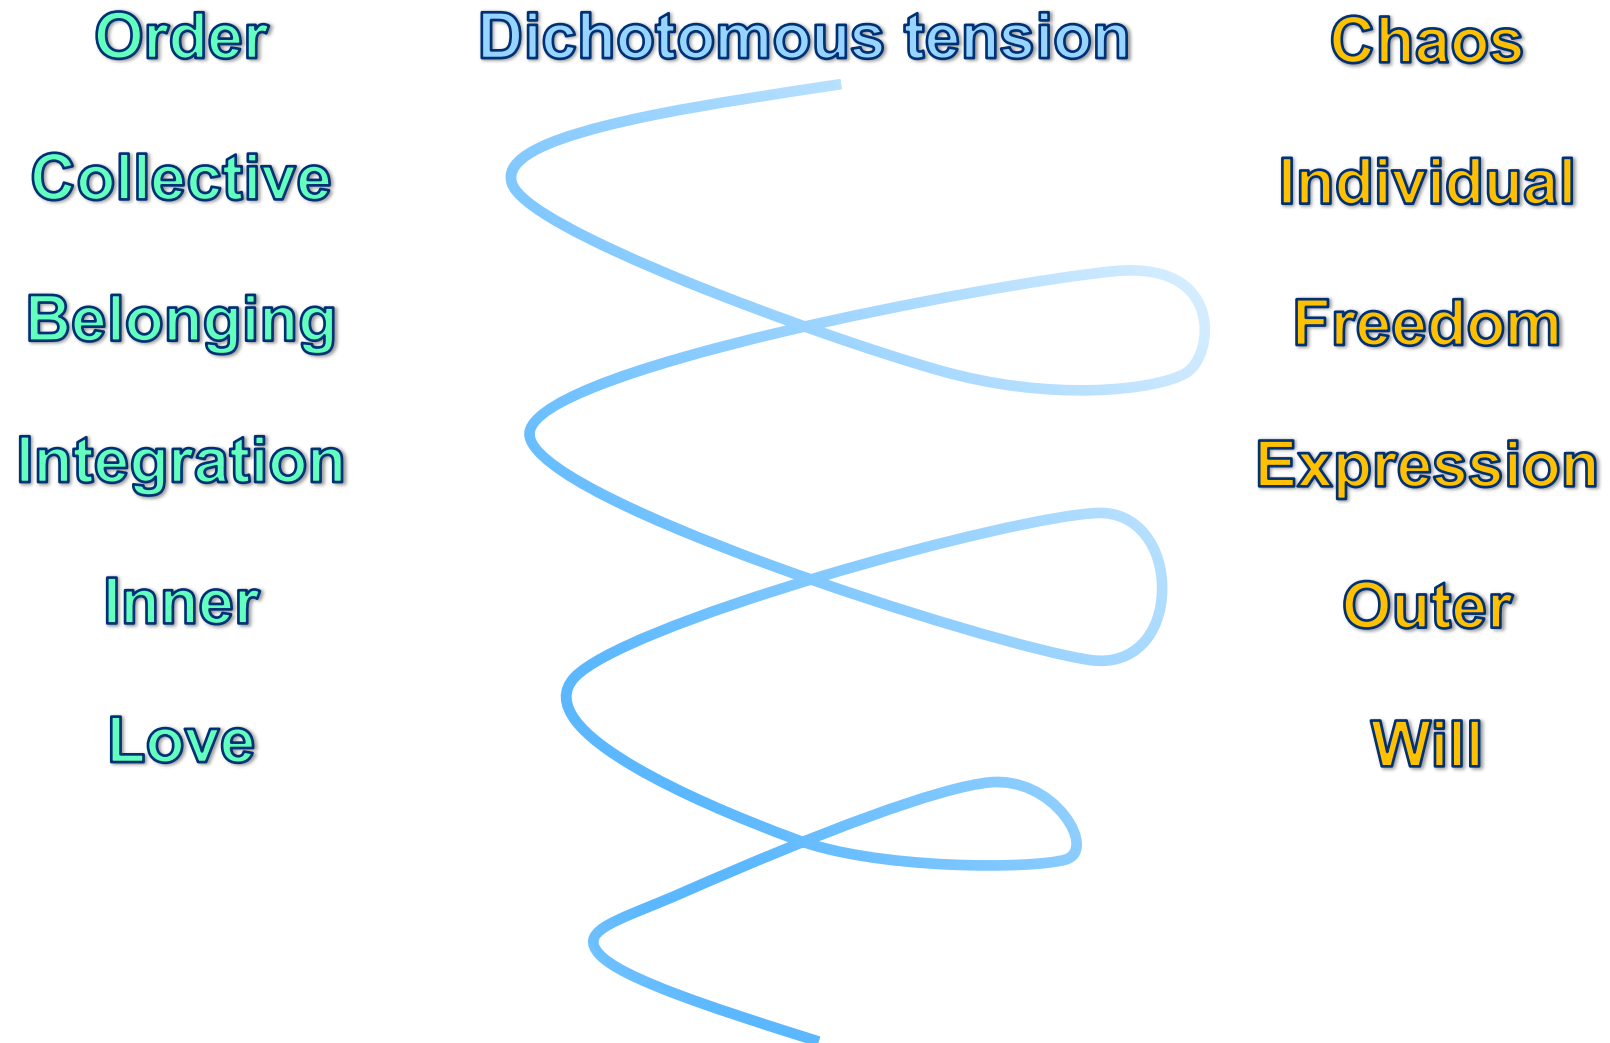 Order Dichotomous tension Chaos
Collective Individual
Belonging Freedom
Integration Expression
Inner Outer
Love Will